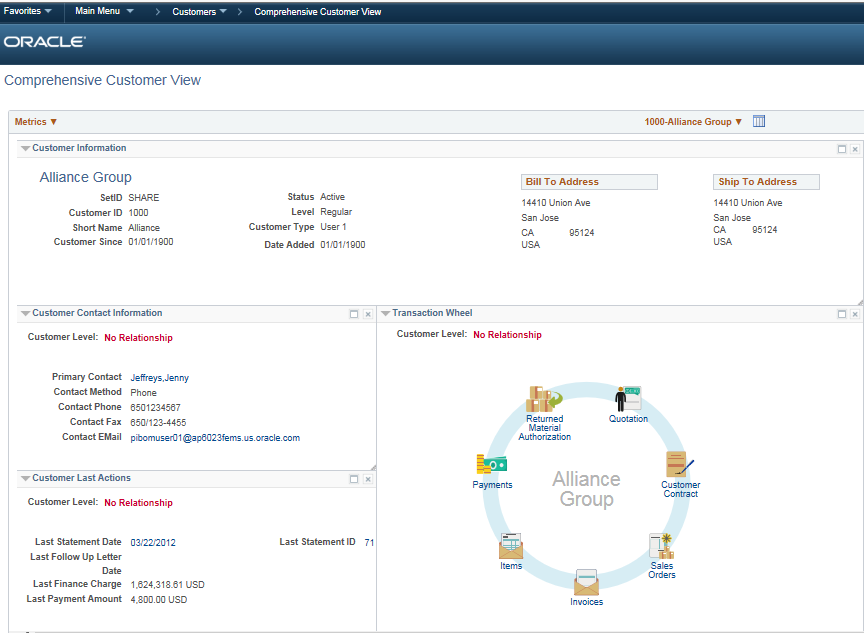 Favorites Main Menu > Customers > Comprehensive Customer View
ORACLE
Comprehensive Customer View
Metrics
1000-Alliance Group
Customer Information
Alliance Group
SetID SHARE
Customer ID 1000
Short Name Alliance
Customer Since 01/01/1900
Status Active
Level Regular
Customer Type User 1
Date Added 01/01/1900
Bill To Address
14410 Union Ave
San Jose
CA 95124
USA
Ship To Address
14410 Union Ave
San Jose
CA 95124
USA
Customer Contact Information
Customer Level: No Relationship
Primary Contact Jeffreys,Jenny
Contact Method Phone
Contact Phone 6501234567
Contact Fax 650/123-4455
Contact EMail pibomuser01@ap6023fems.us.oracle.com
Customer Last Actions
Customer Level: No Relationship
Last Statement Date 03/22/2012
Last Statement ID 71
Last Follow Up Letter
Date
Last Finance Charge 1,624,318.61 USD
Last Payment Amount 4,800.00 USD
Transaction Wheel
Customer Level: No Relationship
Returned
Material
Authorization
Quotation
Payments
Alliance
Group
Customer
Contract
Items
Sales
Orders
Invoices